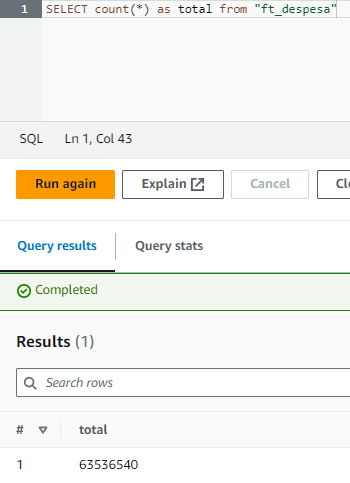 1 SELECT count(*) as total from "ft_despesa"
SQL Ln 1, Col 43
Run again Explain Cancel Cl
Query results Query stats
Completed
Results (1)
Search rows
# total
1 63536540